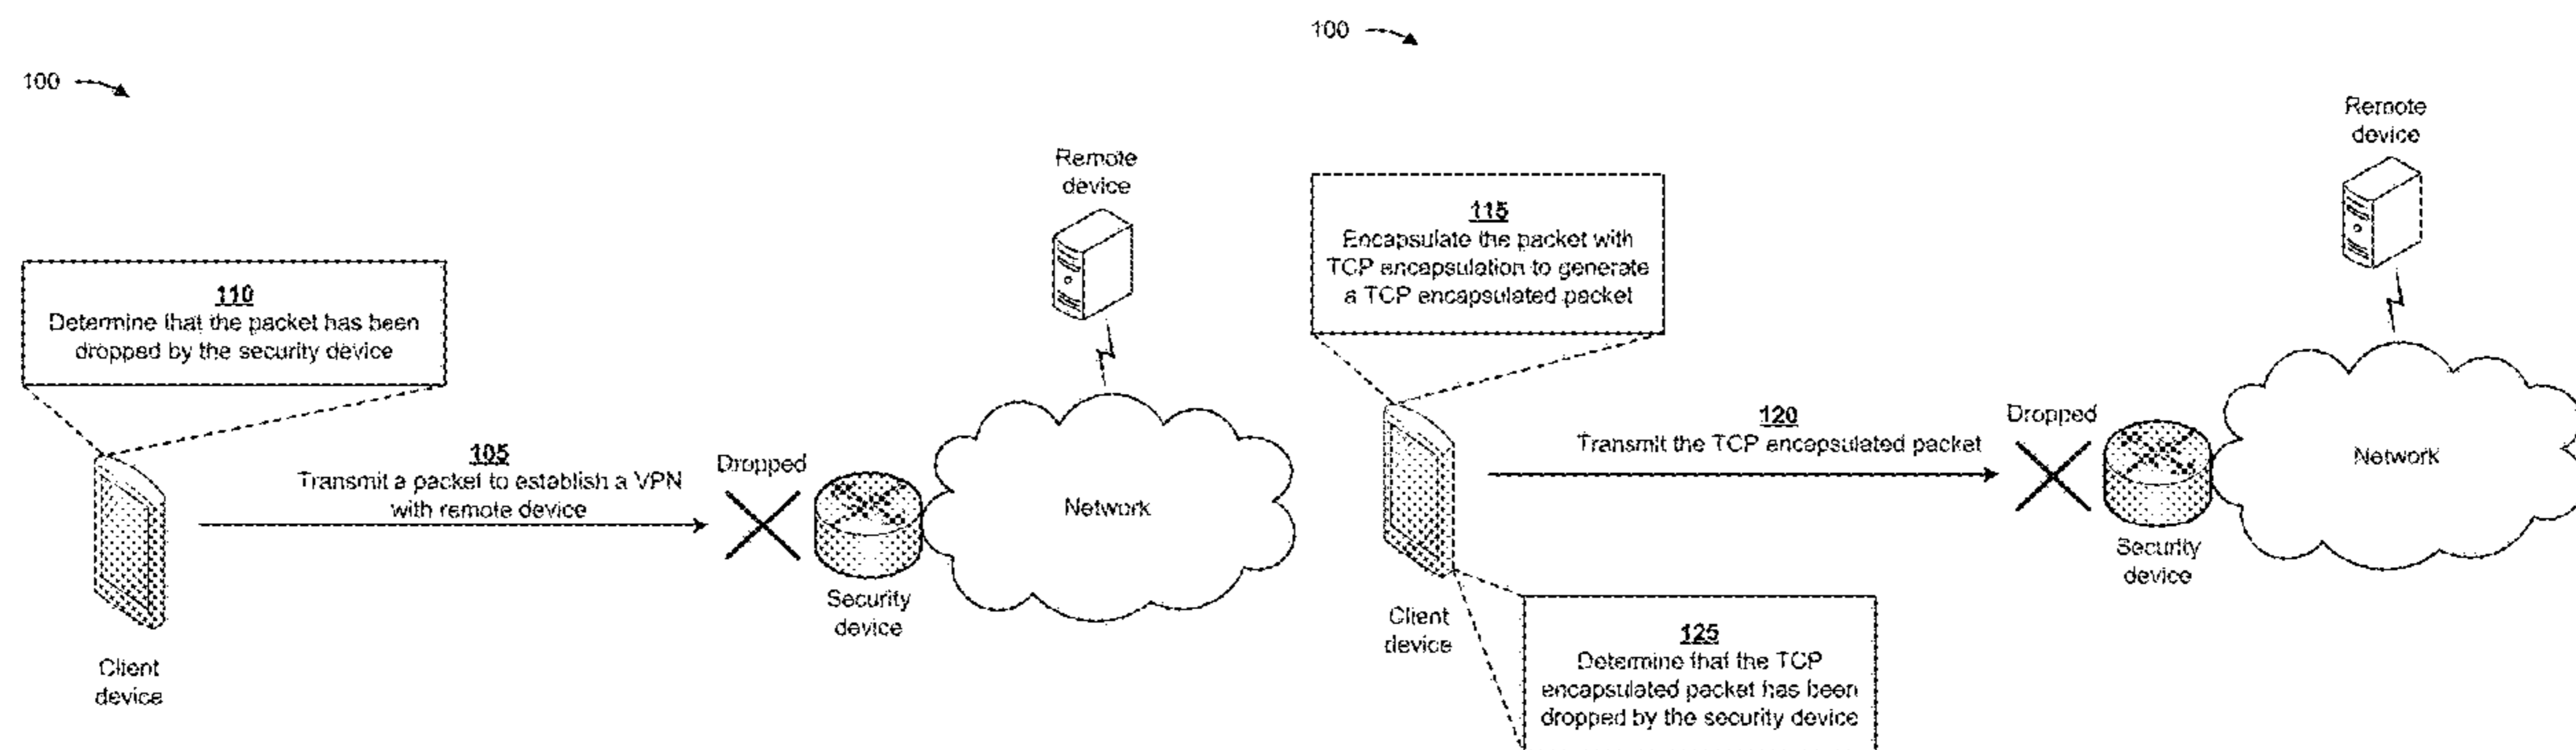 100
Remote
device
110
Determine that the packet has been
dropped by the security device
105
Transmit a packet to establish a VPN
with remote device
Dropped
Network
Security
device
Client
device
100
Remote
device
115
Encapsulate the packet with
TCP encapsulation to generate
a TCP encapsulated packet
120
Transmit the TCP encapsulated packet
Dropped
Network
Security
device
Client
device
125
Determine that the TCP
encapsulated packet has been
dropped by the security device